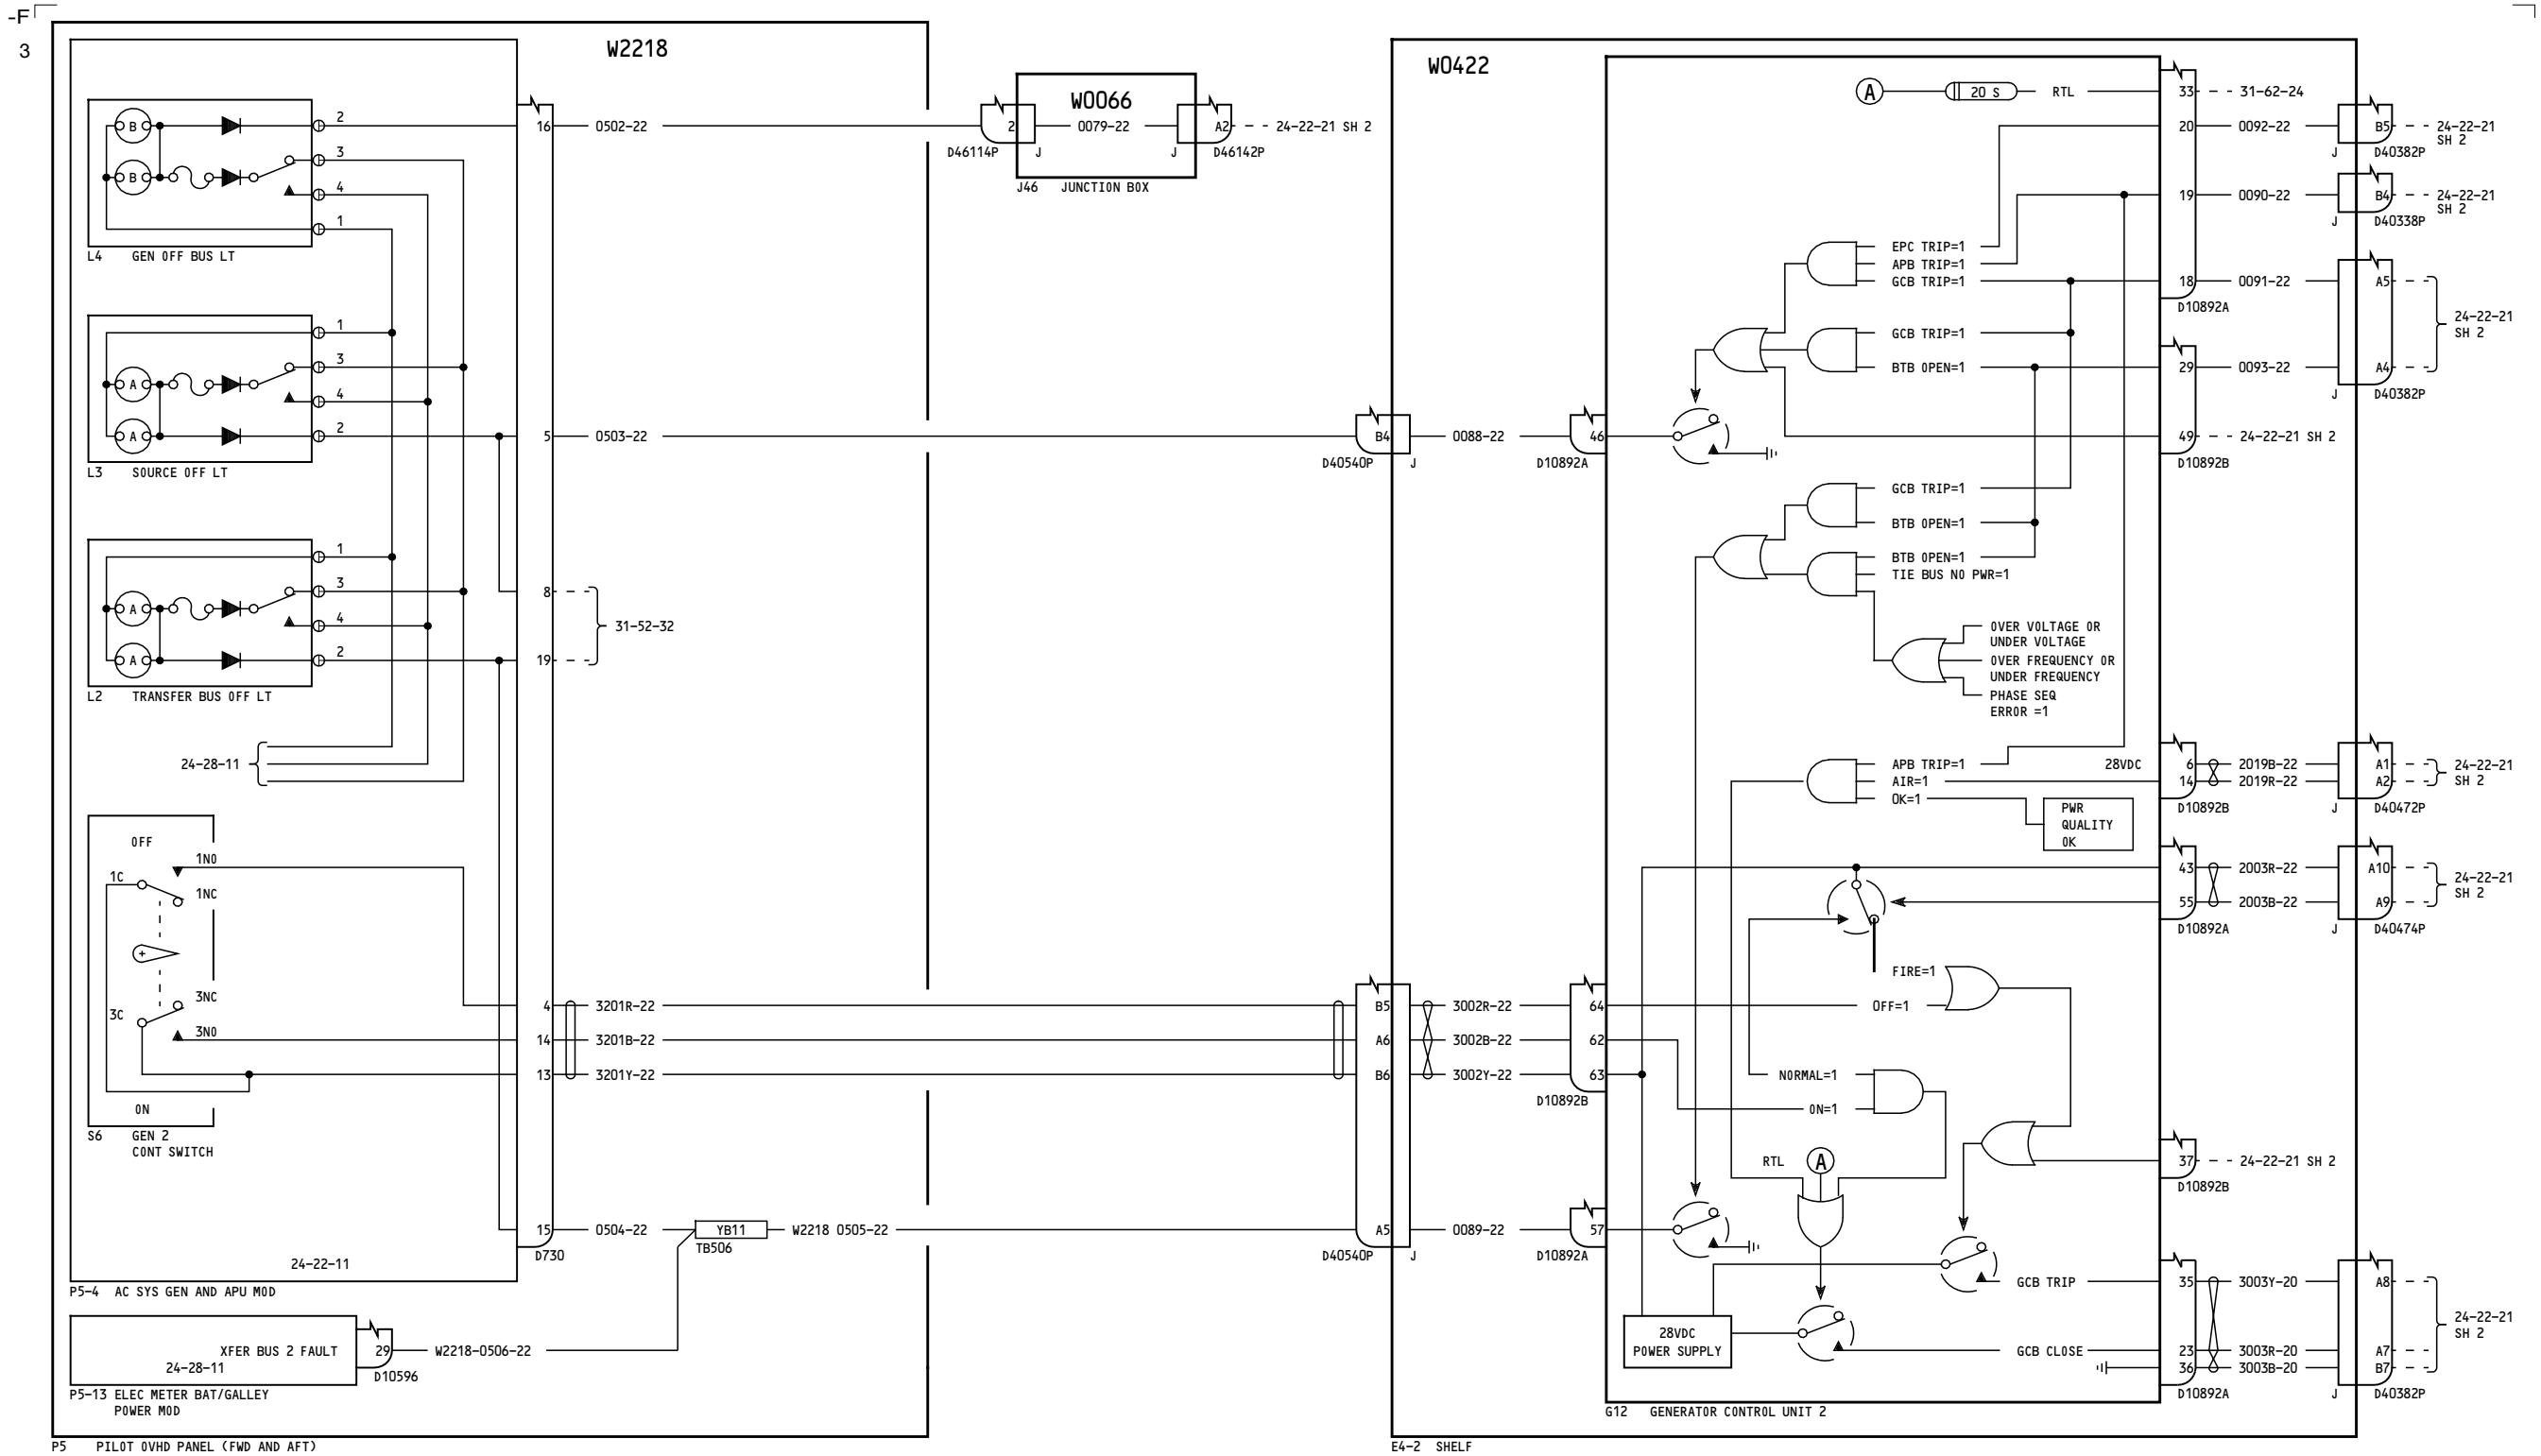 -F
3
W2218
B
B
2
3
4
1
L4 GEN OFF BUS LT
1
3
4
2
A
A
L3 SOURCE OFF LT
1
3
4
2
A
A
L2 TRANSFER BUS OFF LT
24-28-11
OFF
1NO
1C
1NC
3NC
3C
3NO
ON
S6 GEN 2
CONT SWITCH
24-22-11
P5-4 AC SYS GEN AND APU MOD
XFER BUS 2 FAULT
24-28-11
29
D10596
W2218-0506-22
P5-13 ELEC METER BAT/GALLEY
POWER MOD
P5 PILOT OVHD PANEL (FWD AND AFT)
16 0502-22
5 0503-22
8
19
31-52-32
4 3201R-22
14 3201B-22
13 3201Y-22
15 0504-22
D730
YB11
TB506
W2218 0505-22
W0066
2 0079-22 A2 24-22-21 SH 2
D46114P J J D46142P
J46 JUNCTION BOX
W0422
B4 0088-22 46
D40540P J D10892A
B5 3002R-22 64
A6 3002B-22 62
B6 3002Y-22 63
D10892B
A5 0089-22 57
D40540P J D10892A
A 20 S RTL 33 31-62-24
20 0092-22 B5 24-22-21
SH 2
J D40382P
19 0090-22 B4 24-22-21
SH 2
J D40338P
EPC TRIP=1
APB TRIP=1
GCB TRIP=1
18 0091-22 A5
D10892A
24-22-21
SH 2
GCB TRIP=1
BTB OPEN=1
29 0093-22 A4
J D40382P
49 24-22-21 SH 2
D10892B
GCB TRIP=1
BTB OPEN=1
BTB OPEN=1
TIE BUS NO PWR=1
OVER VOLTAGE OR
UNDER VOLTAGE
OVER FREQUENCY OR
UNDER FREQUENCY
PHASE SEQ
ERROR =1
APB TRIP=1
AIR=1
OK=1
28VDC
6 2019B-22 A1
14 2019R-22 A2
24-22-21
SH 2
D10892B J D40472P
PWR
QUALITY
OK
43 2003R-22 A10
55 2003B-22 A9
24-22-21
SH 2
D10892A J D40474P
FIRE=1
OFF=1
NORMAL=1
ON=1
RTL A
37 24-22-21 SH 2
D10892B
28VDC
POWER SUPPLY
GCB TRIP 35 3003Y-20 A8
GCB CLOSE 23 3003R-20 A7
36 3003B-20 B7
24-22-21
SH 2
D10892A J D40382P
G12 GENERATOR CONTROL UNIT 2
E4-2 SHELF